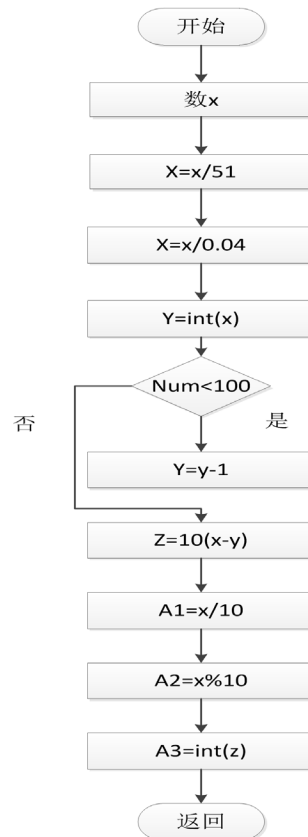 开始
数x
X=x/51
X=x/0.04
Y=int(x)
Num<100
否
是
Y=y-1
Z=10(x-y)
A1=x/10
A2=x%10
A3=int(z)
返回